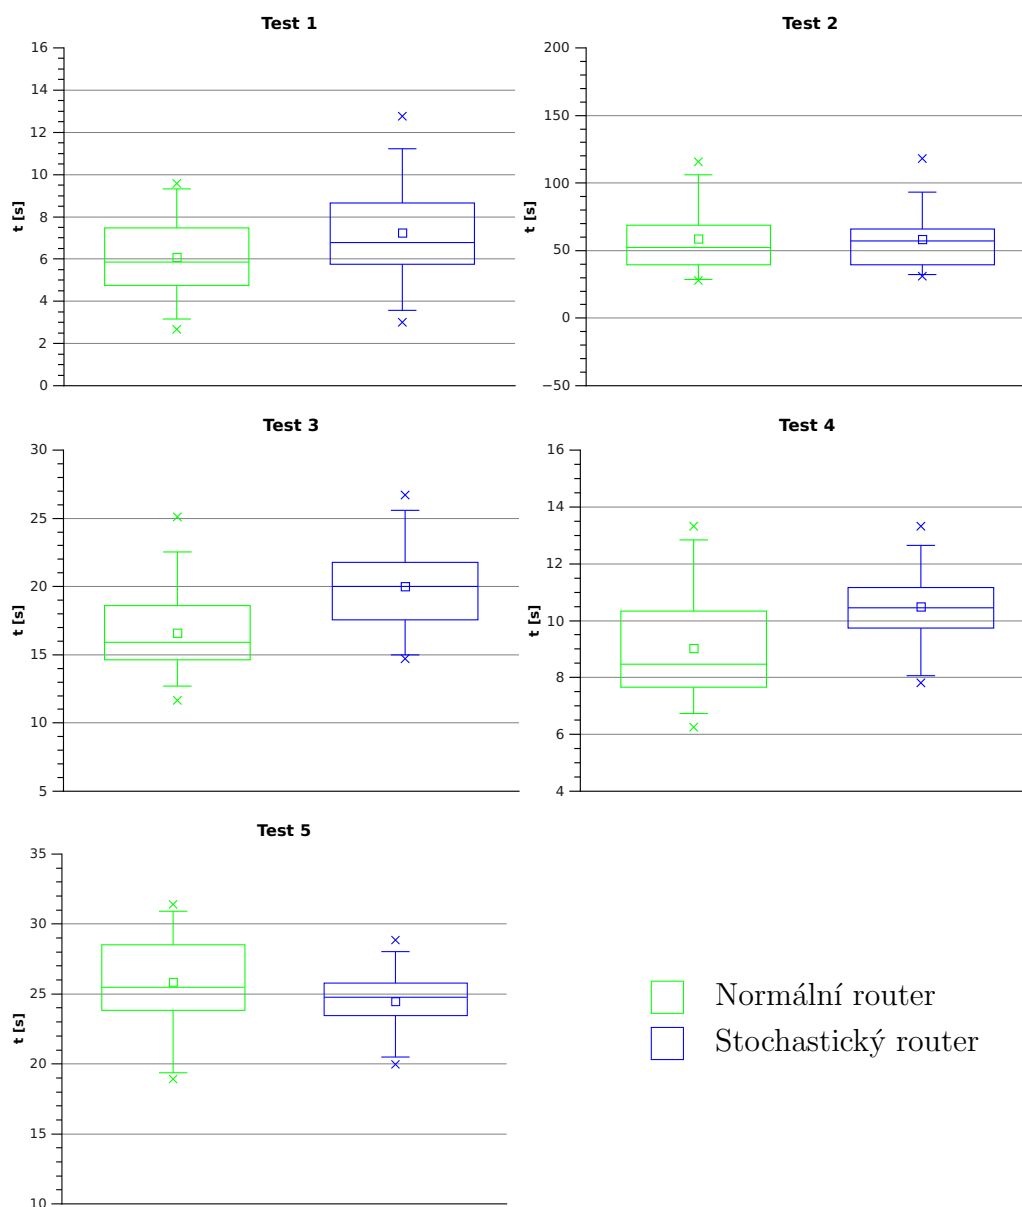 Test 1
16
14
12
10
8
6
4
2
0
t [s]
Test 2
200
150
100
50
0
−50
t [s]
Test 3
30
25
20
15
10
5
t [s]
Test 4
16
14
12
10
8
6
4
t [s]
Test 5
35
30
25
20
15
10
t [s]
Normální router
Stochastický router